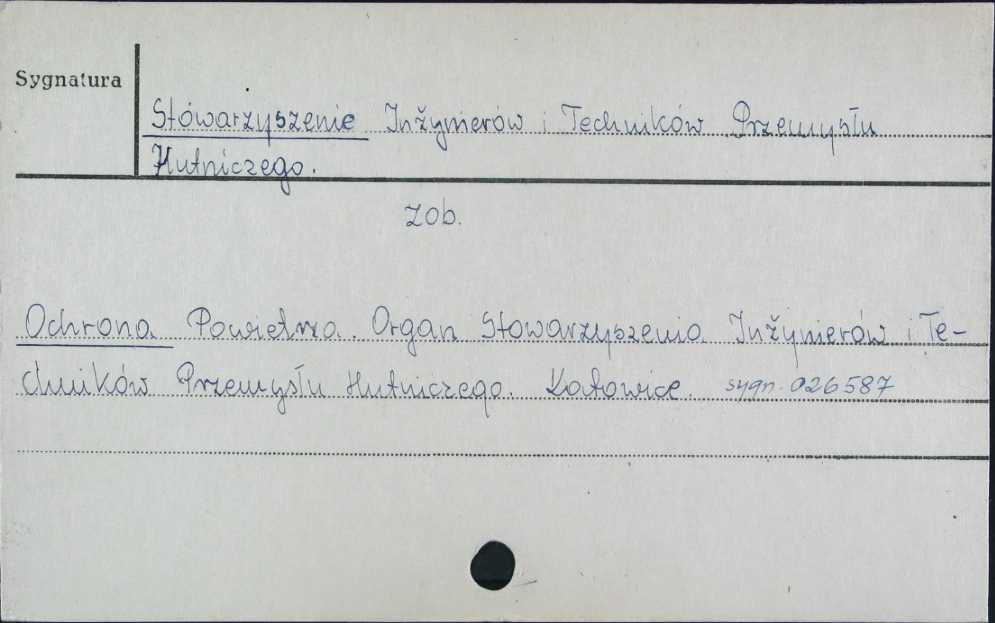 Sygnatura
Stowarzyszenie Inżynierów i Techników Przemysłu
Hutniczego.
zob.
Ochrona Powietrza. Organ Stowarzyszenia Inżynierów i Te-
chników Przemysłu Hutniczego. Katowice. sygn. 026587